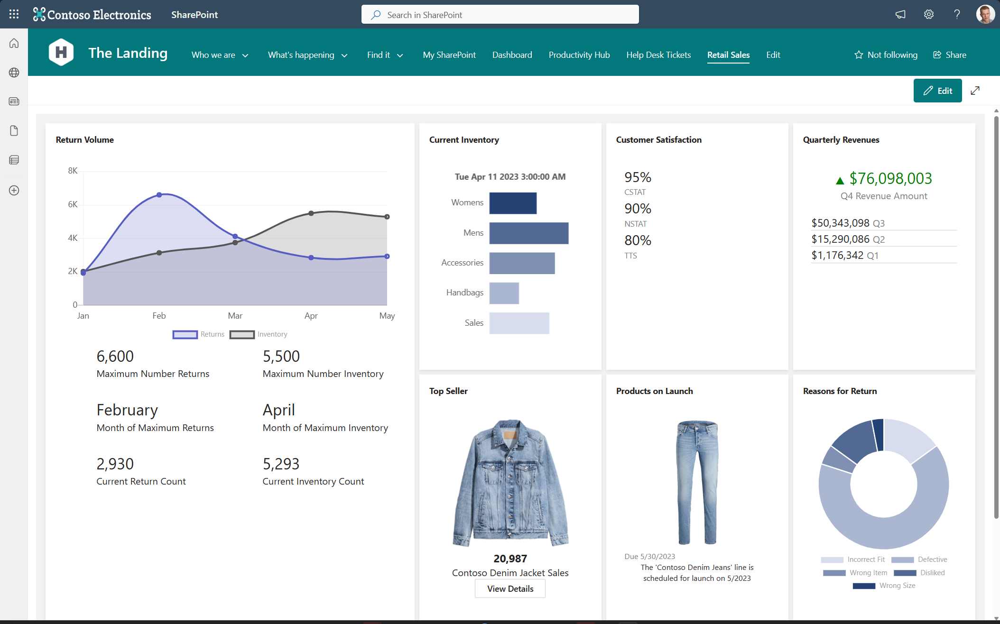 Contoso Electronics
SharePoint
Search in SharePoint
?
H
The Landing
Who we are
What's happening
Find it
My SharePoint
Dashboard
Productivity Hub
Help Desk Tickets
Retail Sales
Edit
Not following
Share
Edit
Return Volume
8K
6K
4K
2K
0
Jan Feb Mar Apr May
Returns Inventory
6,600
Maximum Number Returns
5,500
Maximum Number Inventory
February
Month of Maximum Returns
April
Month of Maximum Inventory
2,930
Current Return Count
5,293
Current Inventory Count
Current Inventory
Tue Apr 11 2023 3:00:00 AM
Womens
Mens
Accessories
Handbags
Sales
Customer Satisfaction
95%
CSTAT
90%
NSTAT
80%
TTS
Quarterly Revenues
$76,098,003
Q4 Revenue Amount
$50,343,098 Q3
$15,290,086 Q2
$1,176,342 Q1
Top Seller
20,987
Contoso Denim Jacket Sales
View Details
Products on Launch
Due 5/30/2023
The 'Contoso Denim Jeans' line is
scheduled for launch on 5/2023
Reasons for Return
Incorrect Fit Defective
Wrong Item Disliked
Wrong Size